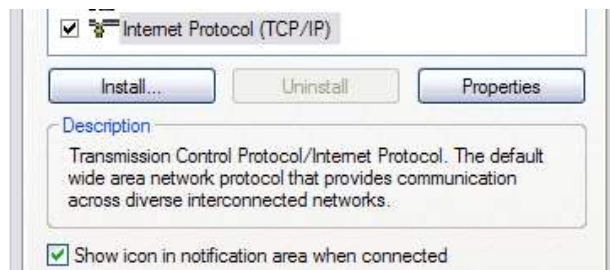 Internet Protocol (TCP/IP)
Install... Uninstall Properties
Description
Transmission Control Protocol/Internet Protocol. The default
wide area network protocol that provides communication
across diverse interconnected networks.
Show icon in notification area when connected